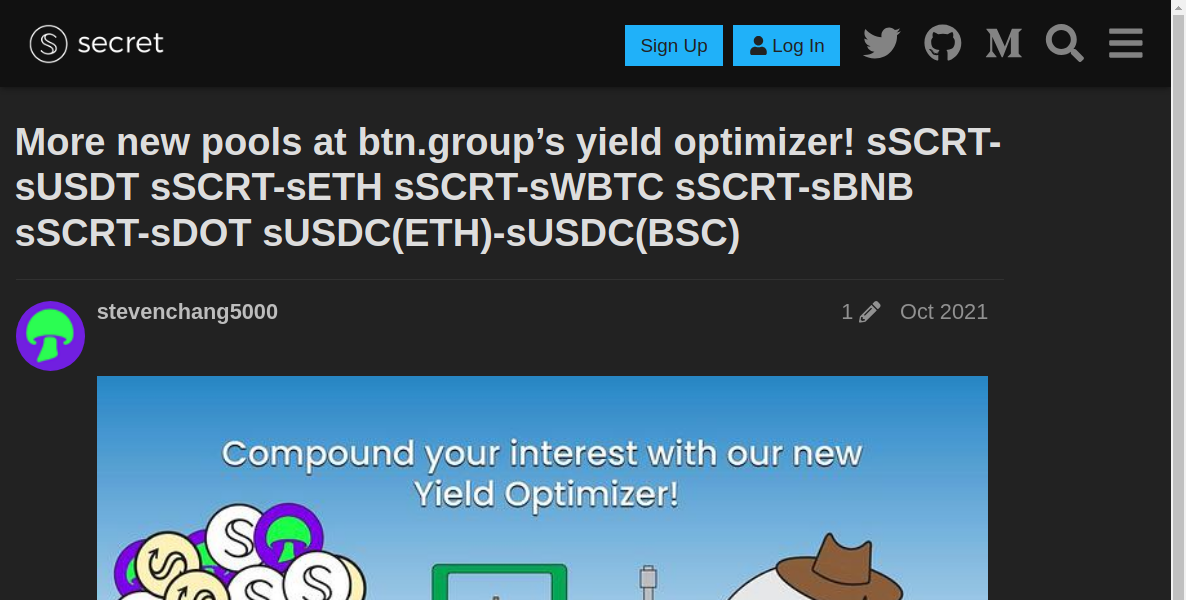 secret
Sign Up
Log In
More new pools at btn.group’s yield optimizer! sSCRT-
sUSDT sSCRT-sETH sSCRT-sWBTC sSCRT-sBNB
sSCRT-sDOT sUSDC(ETH)-sUSDC(BSC)
stevenchang5000
1
Oct 2021
Compound your interest with our new
Yield Optimizer!